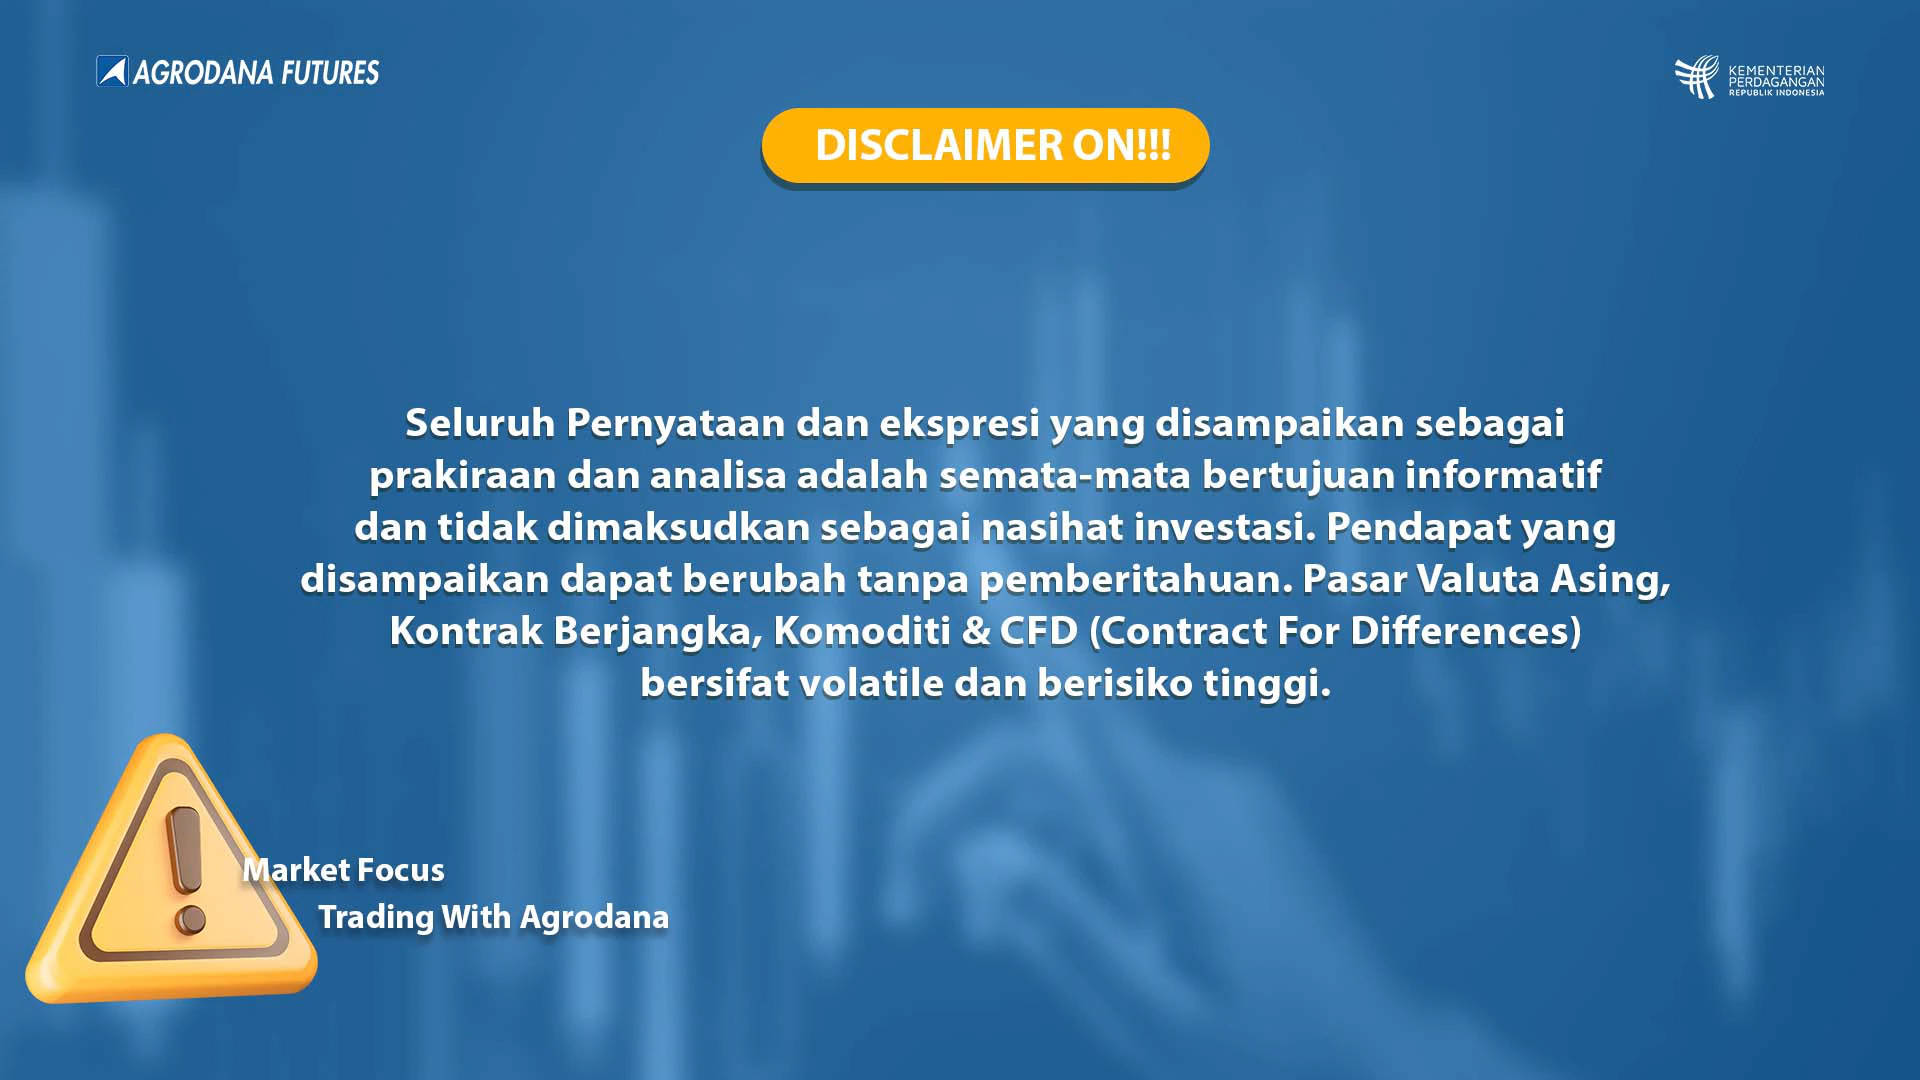 AGRODANA FUTURES
KEMENTERIAN
PERDAGANGAN
REPUBLIK INDONESIA
DISCLAIMER ON!!!
Seluruh Pernyataan dan ekspresi yang disampaikan sebagai
prakiraan dan analisa adalah semata-mata bertujuan informatif
dan tidak dimaksudkan sebagai nasihat investasi. Pendapat yang
disampaikan dapat berubah tanpa pemberitahuan. Pasar Valuta Asing,
Kontrak Berjangka, Komoditi & CFD (Contract For Differences)
bersifat volatile dan berisiko tinggi.
Market Focus
Trading With Agrodana